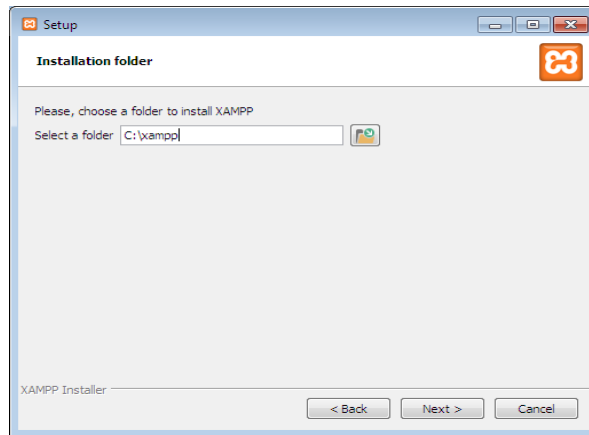 Setup
Installation folder
Please, choose a folder to install XAMPP
Select a folder C:\xampp
XAMPP Installer
< Back Next > Cancel